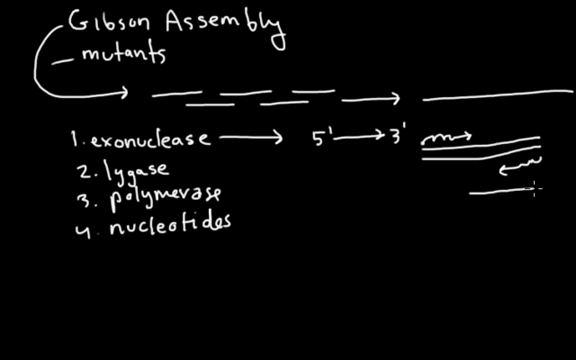 Gibson Assembly
— mutants
1. exonuclease → 5' → 3'
2. lygase
3. polymerase
4. nucleotides